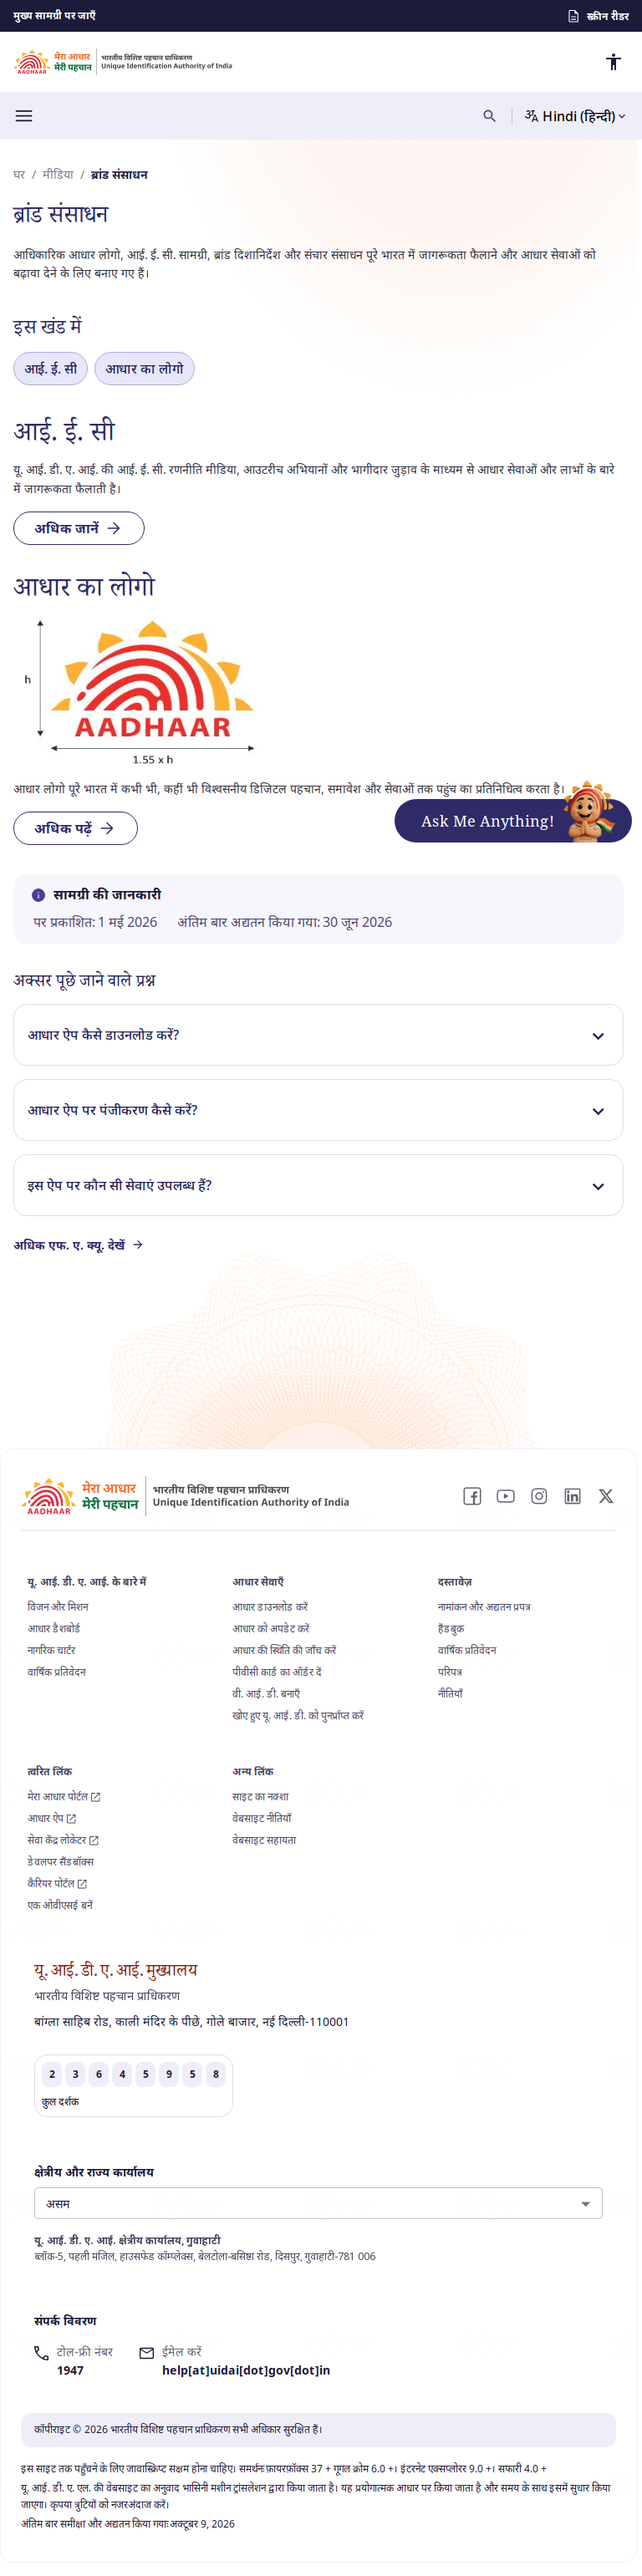 मुख्य सामग्री पर जाएँ
स्क्रीन रीडर
AADHAAR
मेरा आधार
मेरी पहचान
भारतीय विशिष्ट पहचान प्राधिकरण
Unique Identification Authority of India
Hindi (हिन्दी)
घर / मीडिया / ब्रांड संसाधन
ब्रांड संसाधन
आधिकारिक आधार लोगो, आई. ई. सी. सामग्री, ब्रांड दिशानिर्देश और संचार संसाधन पूरे भारत में जागरूकता फैलाने और आधार सेवाओं को
बढ़ावा देने के लिए बनाए गए हैं।
इस खंड में
आई. ई. सी
आधार का लोगो
आई. ई. सी
यू. आई. डी. ए. आई. की आई. ई. सी. रणनीति मीडिया, आउटरीच अभियानों और भागीदार जुड़ाव के माध्यम से आधार सेवाओं और लाभों के बारे
में जागरूकता फैलाती है।
अधिक जानें
आधार का लोगो
h
AADHAAR
1.55 x h
आधार लोगो पूरे भारत में कभी भी, कहीं भी विश्वसनीय डिजिटल पहचान, समावेश और सेवाओं तक पहुंच का प्रतिनिधित्व करता है।
अधिक पढ़ें
Ask Me Anything!
सामग्री की जानकारी
पर प्रकाशित: 1 मई 2026 अंतिम बार अद्यतन किया गया: 30 जून 2026
अक्सर पूछे जाने वाले प्रश्न
आधार ऐप कैसे डाउनलोड करें?
आधार ऐप पर पंजीकरण कैसे करें?
इस ऐप पर कौन सी सेवाएं उपलब्ध हैं?
अधिक एफ. ए. क्यू. देखें
AADHAAR
मेरा आधार
मेरी पहचान
भारतीय विशिष्ट पहचान प्राधिकरण
Unique Identification Authority of India
यू. आई. डी. ए. आई. के बारे में
विजन और मिशन
आधार डैशबोर्ड
नागरिक चार्टर
वार्षिक प्रतिवेदन
आधार सेवाएँ
आधार डाउनलोड करें
आधार को अपडेट करें
आधार की स्थिति की जाँच करें
पीवीसी कार्ड का ऑर्डर दें
वी. आई. डी. बनाएँ
खोए हुए यू. आई. डी. को पुनर्प्राप्त करें
दस्तावेज़
नामांकन और अद्यतन प्रपत्र
हैंडबुक
वार्षिक प्रतिवेदन
परिपत्र
नीतियाँ
त्वरित लिंक
मेरा आधार पोर्टल
आधार ऐप
सेवा केंद्र लोकेटर
डेवलपर सैंडबॉक्स
कैरियर पोर्टल
एक ओवीएसई बनें
अन्य लिंक
साइट का नक्शा
वेबसाइट नीतियाँ
वेबसाइट सहायता
यू. आई. डी. ए. आई. मुख्यालय
भारतीय विशिष्ट पहचान प्राधिकरण
बांग्ला साहिब रोड, काली मंदिर के पीछे, गोले बाजार, नई दिल्ली-110001
2 3 6 4 5 9 5 8
कुल दर्शक
क्षेत्रीय और राज्य कार्यालय
असम
यू. आई. डी. ए. आई. क्षेत्रीय कार्यालय, गुवाहाटी
ब्लॉक-5, पहली मंजिल, हाउसफेड कॉम्प्लेक्स, बेलटोला-बसिष्ठा रोड, दिसपुर, गुवाहाटी-781 006
संपर्क विवरण
टोल-फ्री नंबर
1947
ईमेल करें
help[at]uidai[dot]gov[dot]in
कॉपीराइट © 2026 भारतीय विशिष्ट पहचान प्राधिकरण सभी अधिकार सुरक्षित हैं।
इस साइट तक पहुँचने के लिए जावास्क्रिप्ट सक्षम होना चाहिए। समर्थनः फ़ायरफ़ॉक्स 37 + गूगल क्रोम 6.0 +। इंटरनेट एक्सप्लोरर 9.0 +। सफारी 4.0 +
यू. आई. डी. ए. एल. की वेबसाइट का अनुवाद भासिनी मशीन ट्रांसलेशन द्वारा किया जाता है। यह प्रयोगात्मक आधार पर किया जाता है और समय के साथ इसमें सुधार किया
जाएगा। कृपया त्रुटियों को नजरअंदाज करें।
अंतिम बार समीक्षा और अद्यतन किया गयाः अक्टूबर 9, 2026